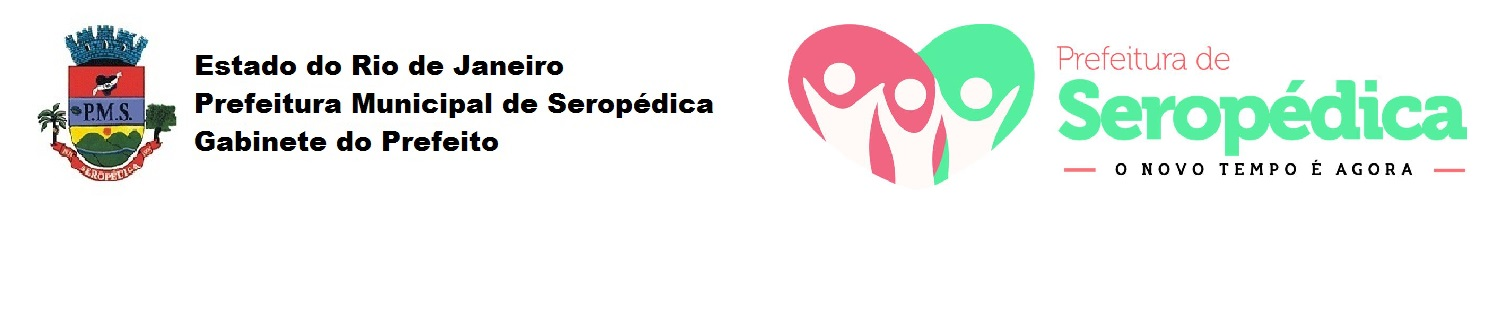 P.M.S.
SEROPÉDICA
Estado do Rio de Janeiro
Prefeitura Municipal de Seropédica
Gabinete do Prefeito
Prefeitura de
Seropédica
O NOVO TEMPO É AGORA